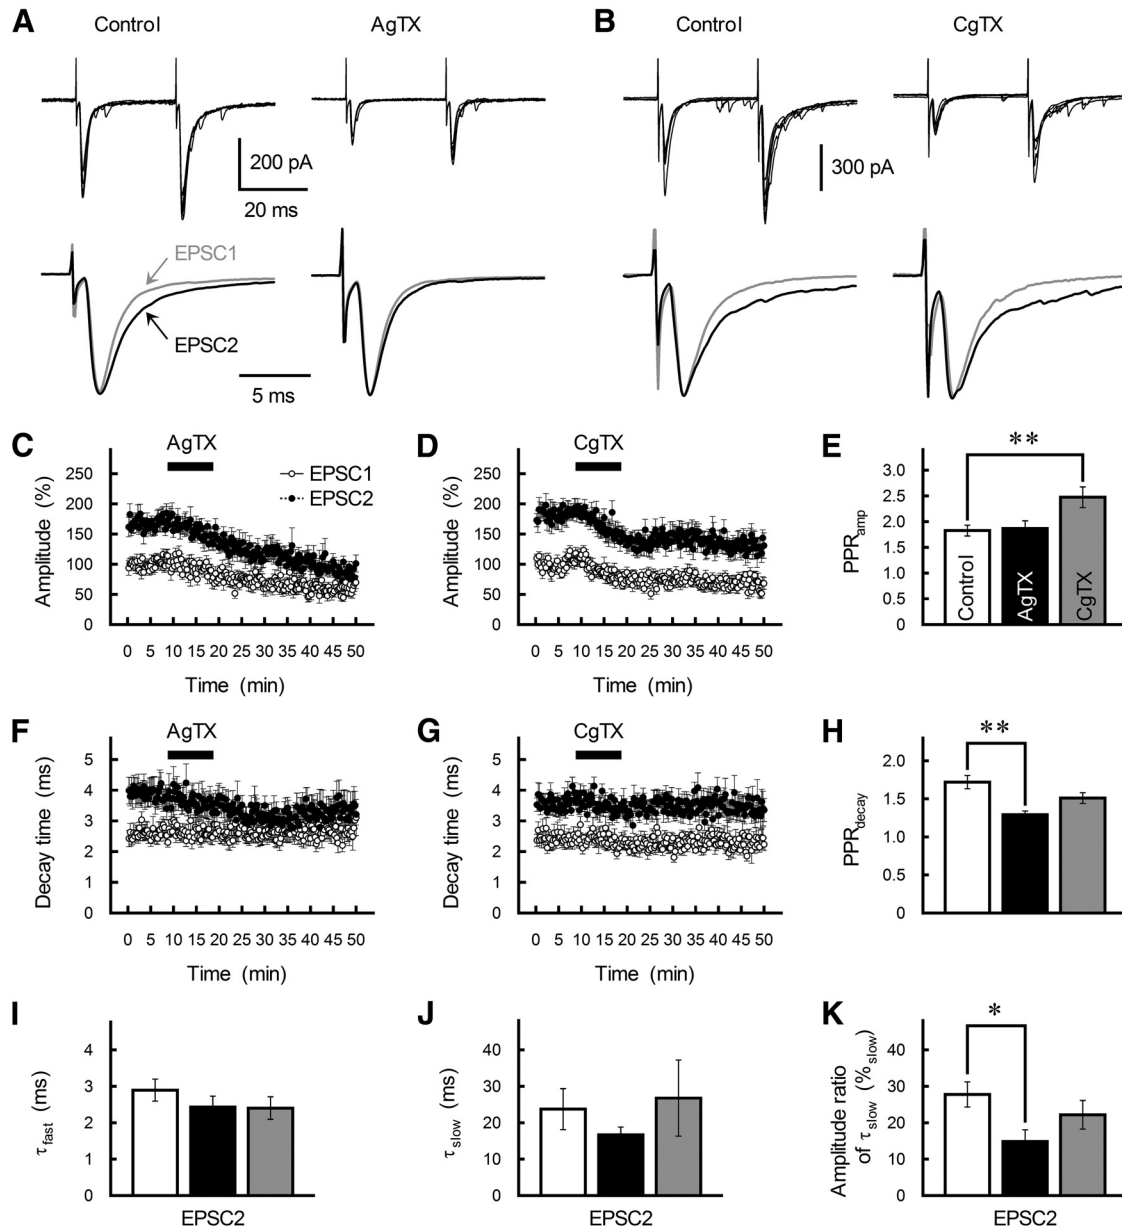 A
Control
AgTX
200 pA
20 ms
EPSC1
EPSC2
5 ms
B
Control
CgTX
300 pA
C
AgTX
EPSC1
EPSC2
Amplitude (%)
250
200
150
100
50
0
0 5 10 15 20 25 30 35 40 45 50
Time (min)
D
CgTX
Amplitude (%)
250
200
150
100
50
0
0 5 10 15 20 25 30 35 40 45 50
Time (min)
E
**
PPRamp
3.0
2.5
2.0
1.5
1.0
0.5
0
Control
AgTX
CgTX
F
AgTX
Decay time (ms)
5
4
3
2
1
0
0 5 10 15 20 25 30 35 40 45 50
Time (min)
G
CgTX
Decay time (ms)
5
4
3
2
1
0
0 5 10 15 20 25 30 35 40 45 50
Time (min)
H
**
PPRdecay
2.0
1.5
1.0
0.5
0
I
τfast (ms)
4
3
2
1
0
EPSC2
J
τslow (ms)
40
30
20
10
0
EPSC2
K
*
Amplitude ratio
of τslow (%slow)
40
30
20
10
0
EPSC2